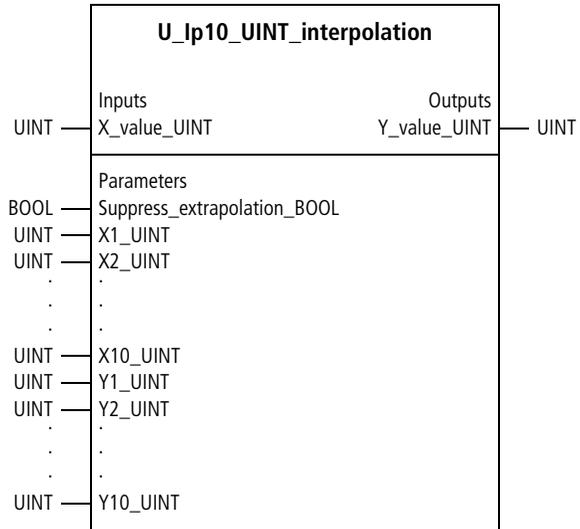 U_Ip10_UINT_interpolation
Inputs Outputs
UINT X_value_UINT Y_value_UINT UINT
Parameters
BOOL Suppress_extrapolation_BOOL
UINT X1_UINT
UINT X2_UINT
. .
. .
. .
UINT X10_UINT
UINT Y1_UINT
UINT Y2_UINT
. .
. .
. .
UINT Y10_UINT